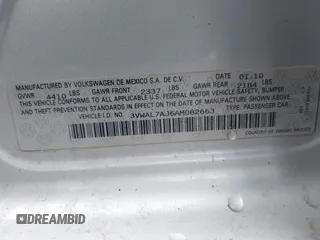 MANUFACTURED BY VOLKSWAGEN DE MEXICO S.A. DE C.V. 01.10
GVWR 4410 LBS GAWR FRONT 2337 LBS GAWR REAR 2184 LBS
THIS VEHICLE CONFORMS TO ALL APPLICABLE U.S. FEDERAL MOTOR VEHICLE SAFETY, BUMPER
AND THEFT PREVENTION STANDARDS IN EFFECT ON THE DATE OF MANUFACTURE SHOWN ABOVE.
V.I.D. NO.: 3VWAL7AJ6AM082663 TYPE: PASSENGER CAR
© DREAMBID